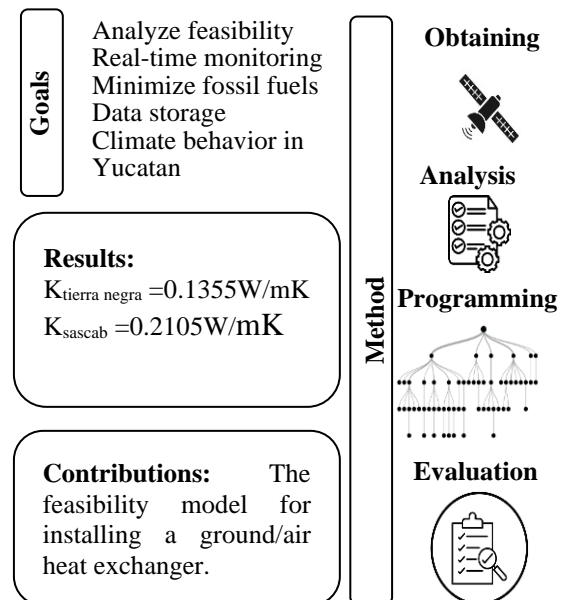 Goals
Analyze feasibility
Real-time monitoring
Minimize fossil fuels
Data storage
Climate behavior in
Yucatan
Results:
K tierra negra =0.1355W/mK
K sascab =0.2105W/mK
Contributions: The
feasibility model for
installing a ground/air
heat exchanger.
Method
Obtaining
Analysis
Programming
Evaluation